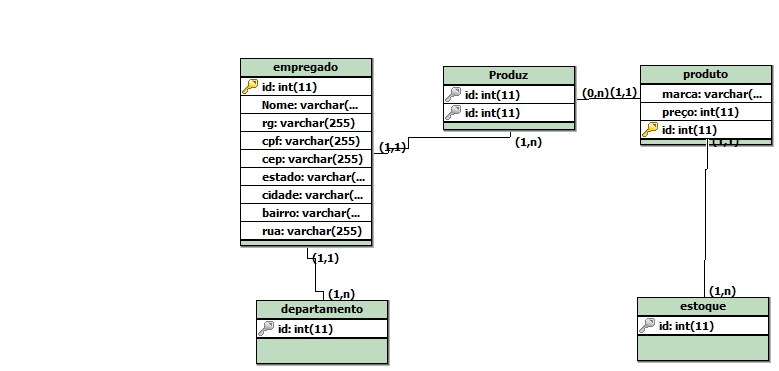 empregado
id: int(11)
Nome: varchar(...
rg: varchar(255)
cpf: varchar(255)
cep: varchar(255)
estado: varchar(...
cidade: varchar(...
bairro: varchar(...
rua: varchar(255)
Produz
id: int(11)
id: int(11)
produto
marca: varchar(...
preço: int(11)
id: int(11)
(0,n)
(1,1)
(1,1)
(1,n)
(1,1)
(1,1)
(1,n)
(1,n)
departamento
id: int(11)
estoque
id: int(11)